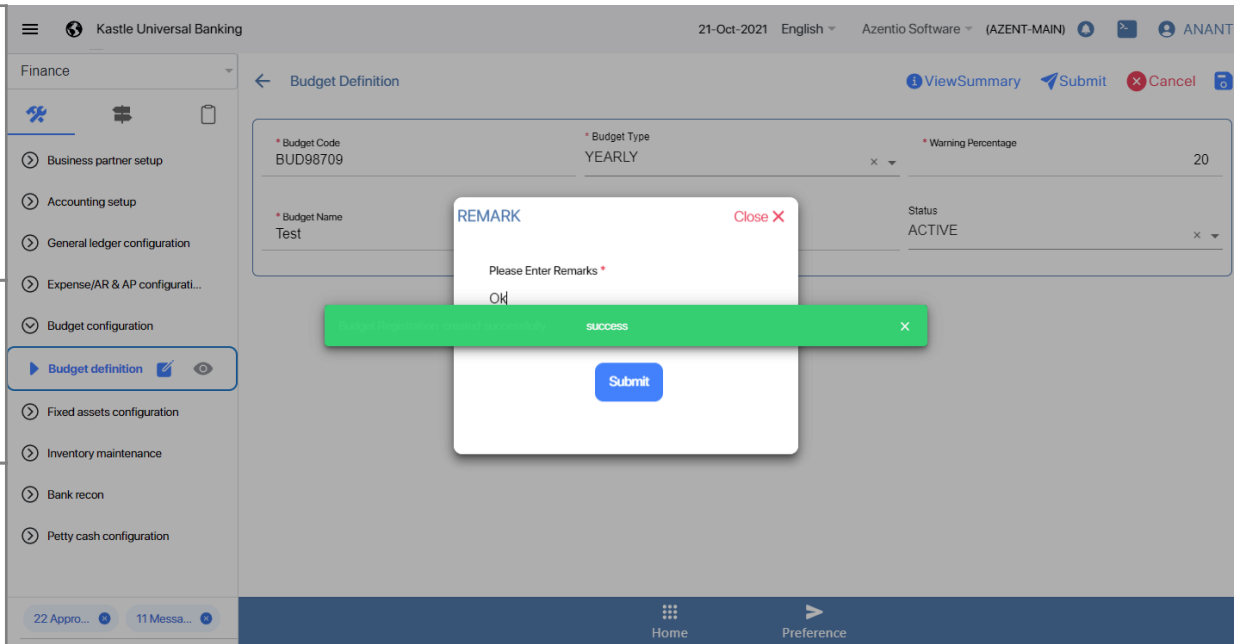 Kastle Universal Banking
21-Oct-2021 English Azentio Software (AZENT-MAIN) ANANT
Finance
Budget Definition
ViewSummary Submit Cancel
* Budget Code
BUD98709
* Budget Type
YEARLY
* Warning Percentage
20
* Budget Name
Test
Status
ACTIVE
REMARK
Close
Please Enter Remarks *
Ok
success
Submit
Business partner setup
Accounting setup
General ledger configuration
Expense/AR & AP configurati...
Budget configuration
Budget definition
Fixed assets configuration
Inventory maintenance
Bank recon
Petty cash configuration
22 Appro... 11 Messa...
Home Preference